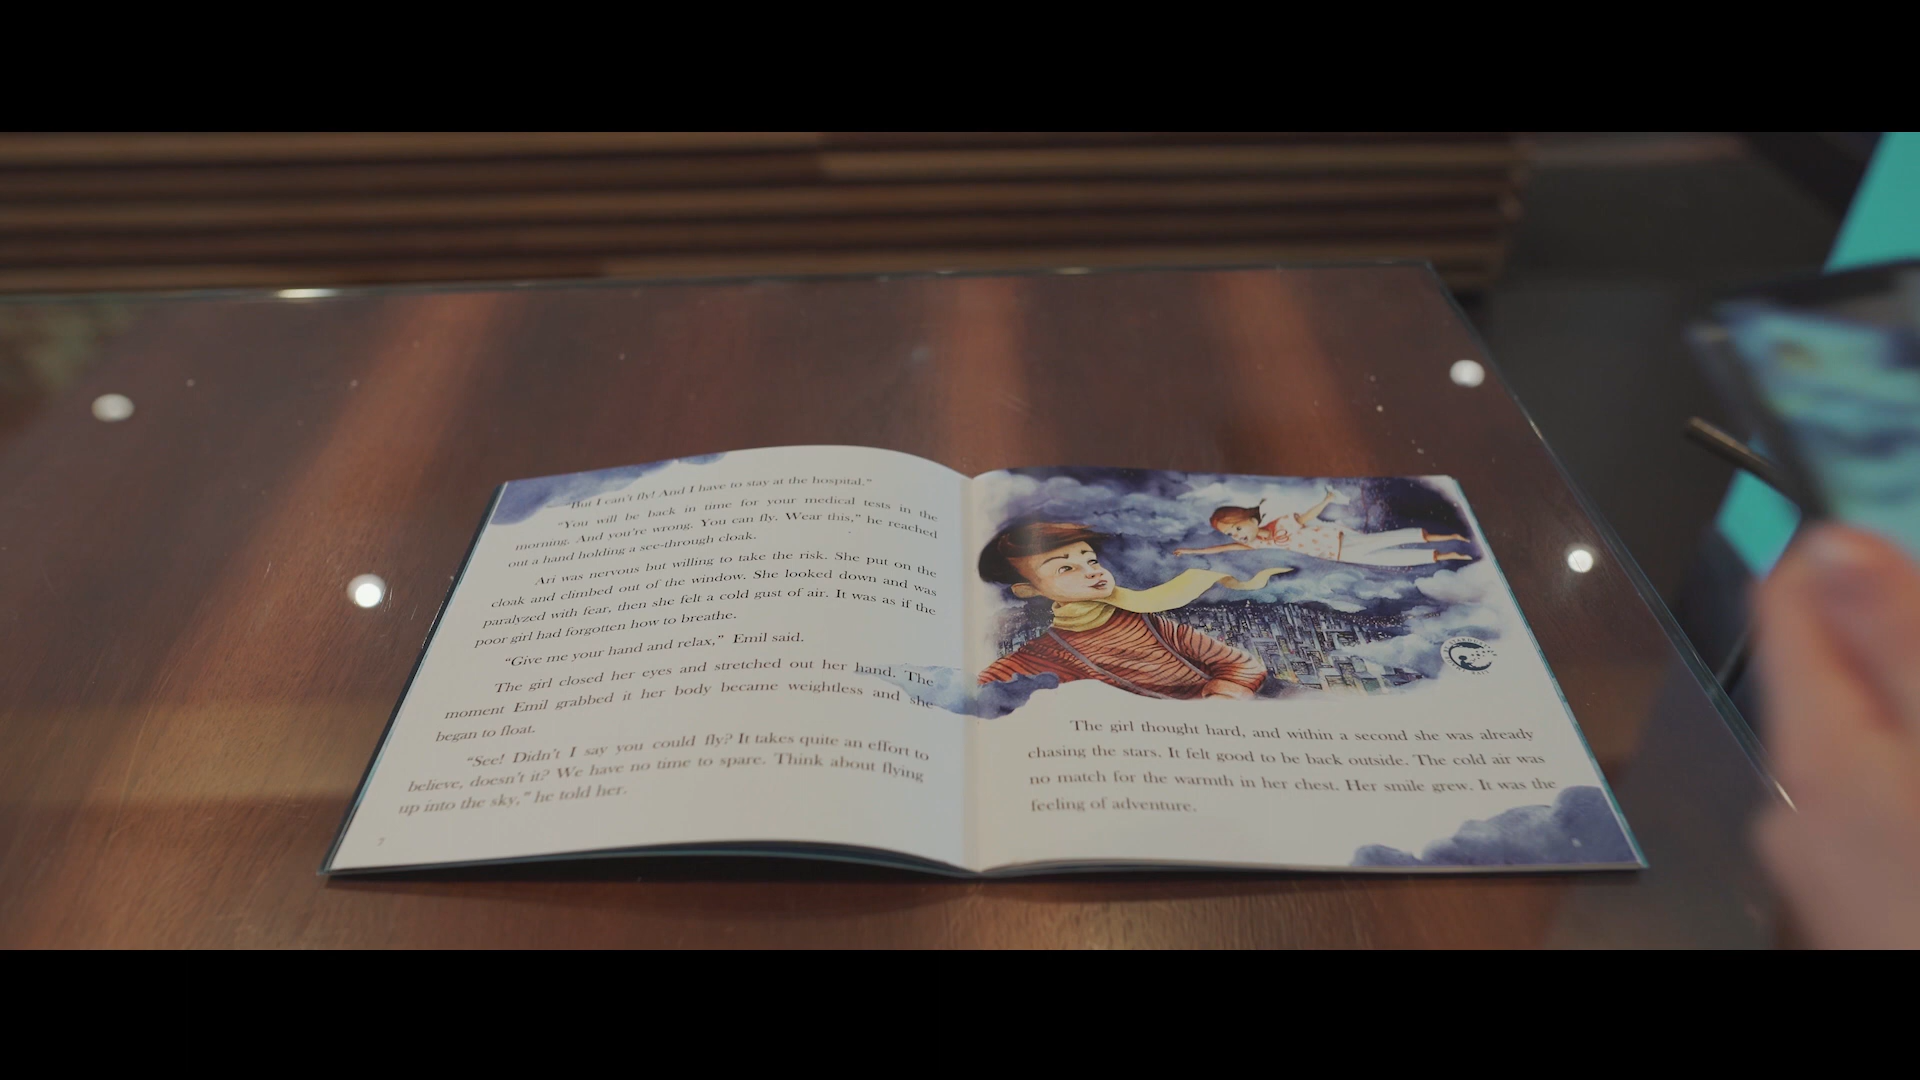 "But I can't fly! And I have to stay at the hospital."
"You will be back in time for your medical tests in the
morning. And you're wrong. You can fly. Wear this," he reached
out a hand holding a see-through cloak.
Ari was nervous but willing to take the risk. She put on the
cloak and climbed out of the window. She looked down and was
paralyzed with fear, then she felt a cold gust of air. It was as if the
poor girl had forgotten how to breathe.
"Give me your hand and relax," Emil said.
The girl closed her eyes and stretched out her hand. The
moment Emil grabbed it her body became weightless and she
began to float.
"See! Didn't I say you could fly? It takes quite an effort to
believe, doesn't it? We have no time to spare. Think about flying
up into the sky," he told her.
7
The girl thought hard, and within a second she was already
chasing the stars. It felt good to be back outside. The cold air was
no match for the warmth in her chest. Her smile grew. It was the
feeling of adventure.